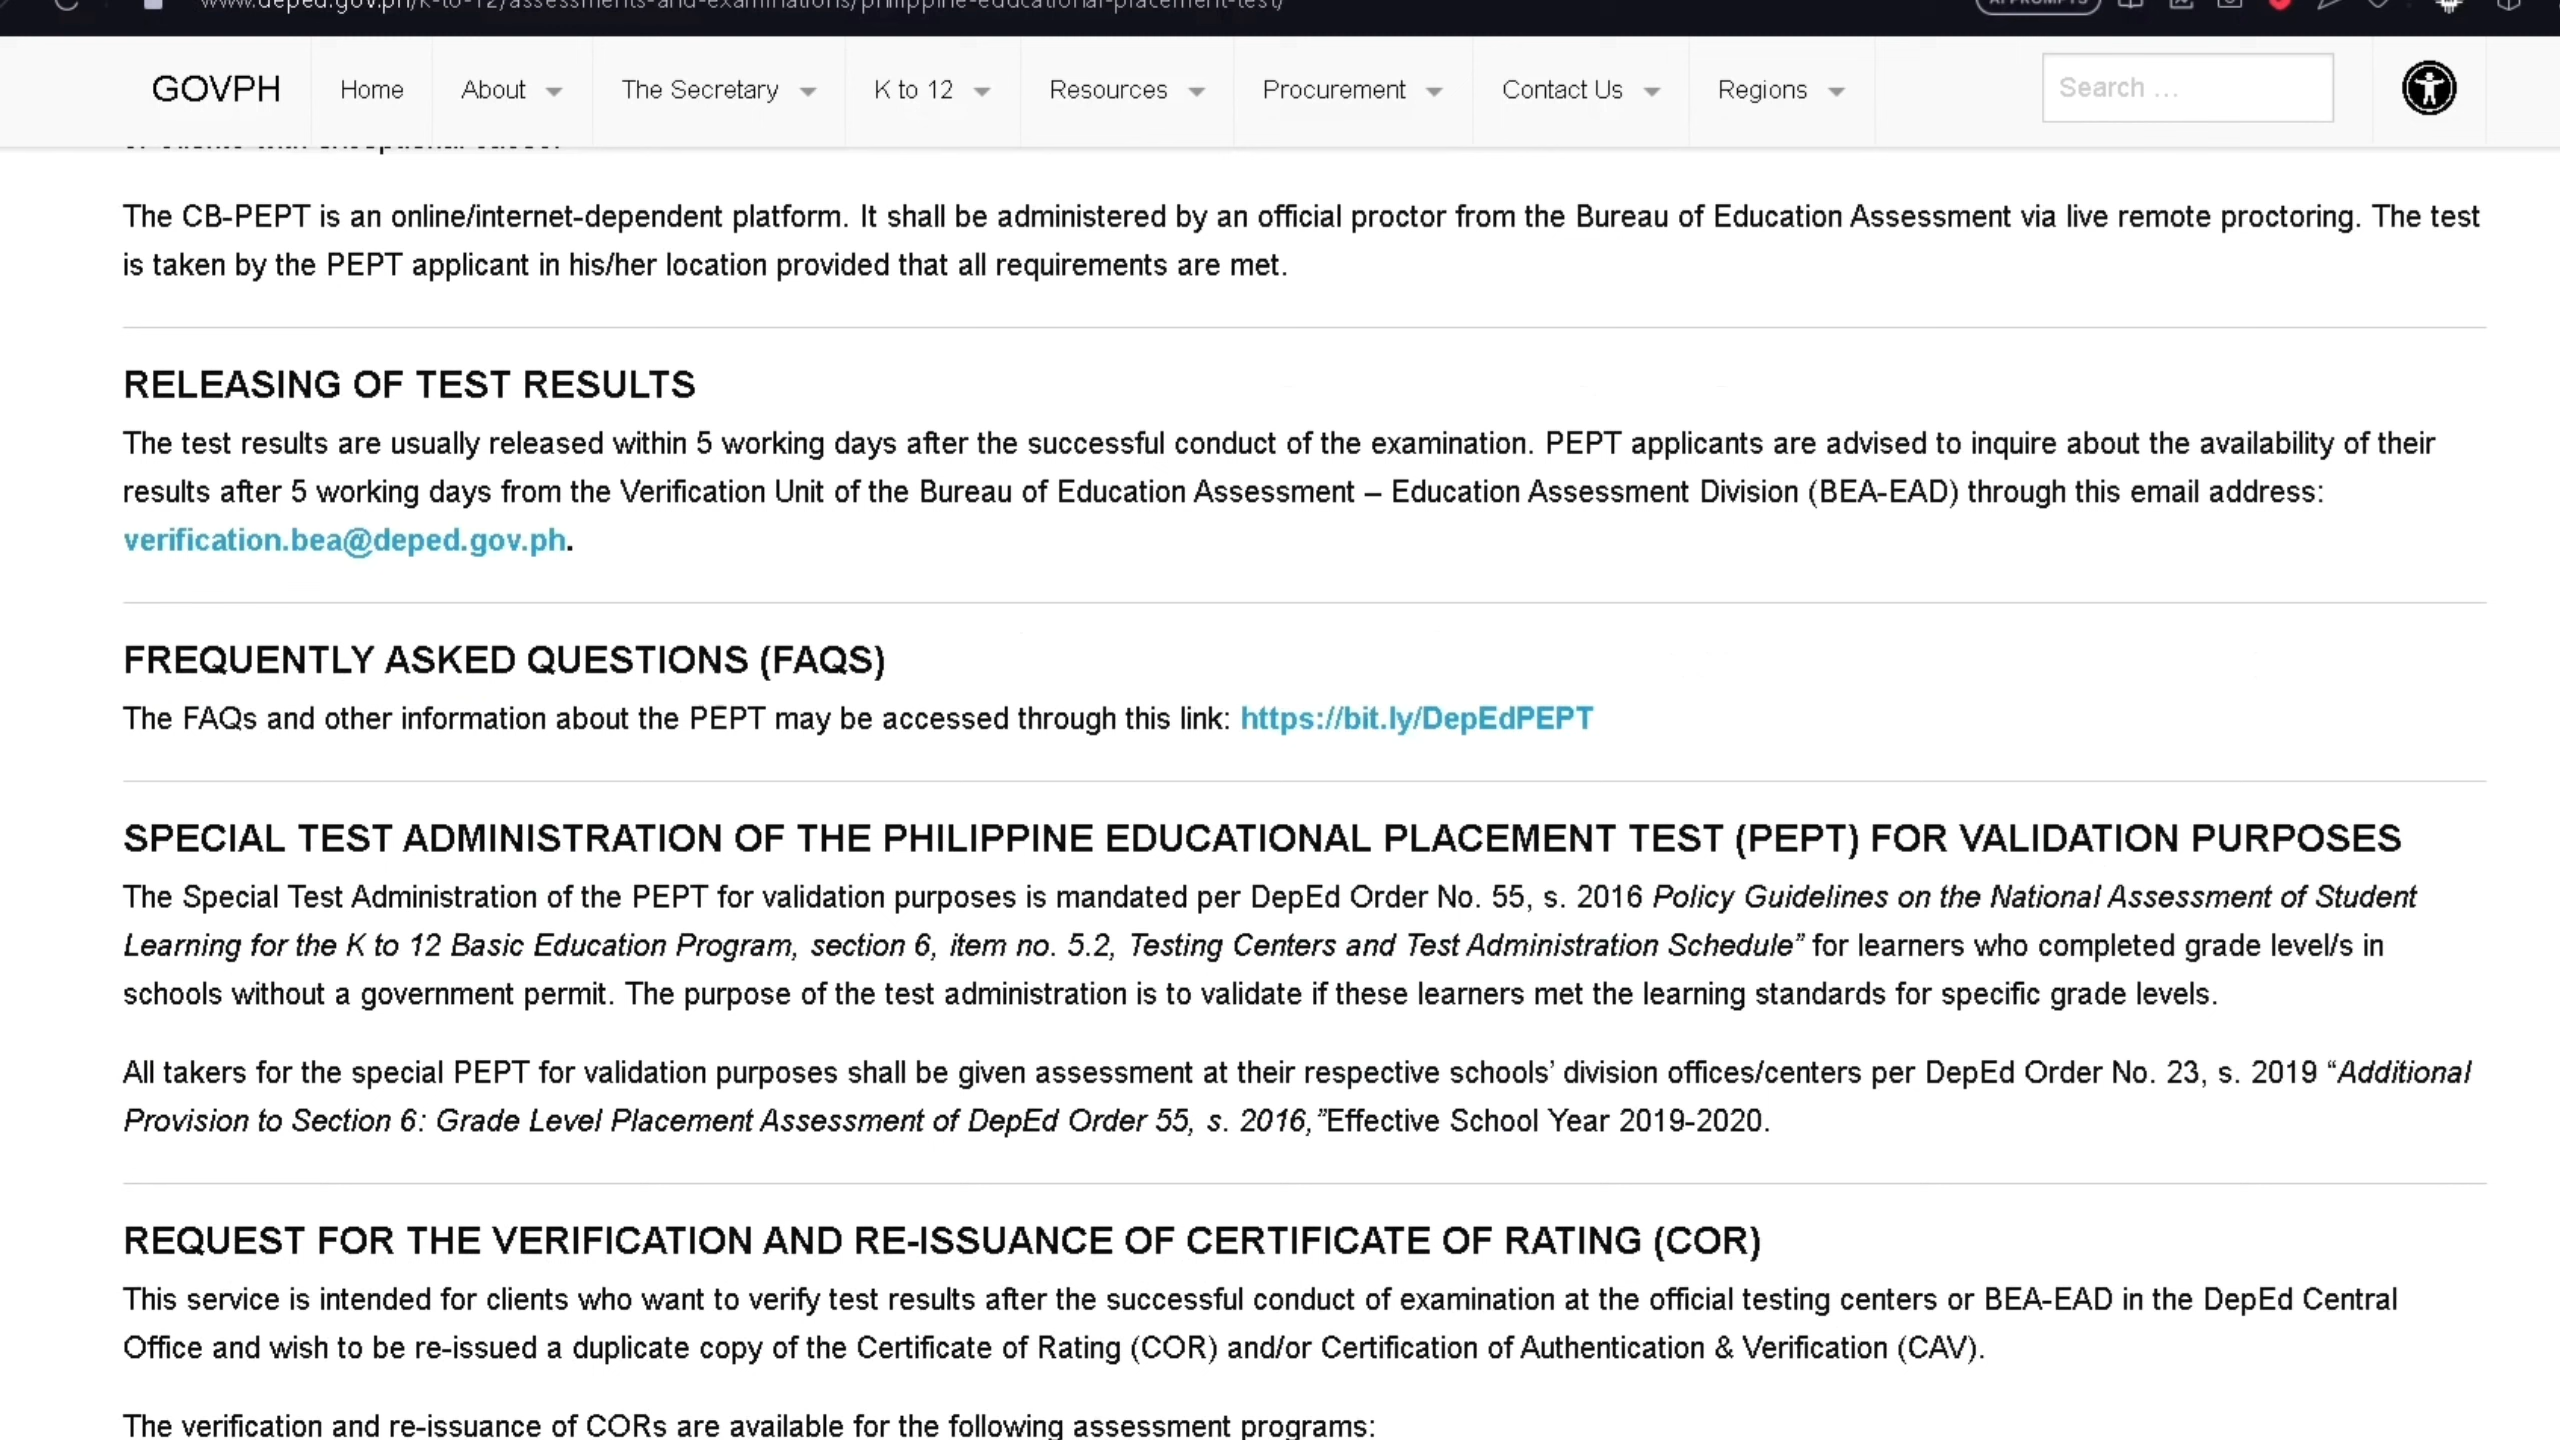 www.deped.gov.ph/k-to-12/assessments-and-examinations/philippine-educational-placement-test/
AI PROMPTS
GOVPH Home About The Secretary K to 12 Resources Procurement Contact Us Regions Search ...
The CB-PEPT is an online/internet-dependent platform. It shall be administered by an official proctor from the Bureau of Education Assessment via live remote proctoring. The test
is taken by the PEPT applicant in his/her location provided that all requirements are met.
RELEASING OF TEST RESULTS
The test results are usually released within 5 working days after the successful conduct of the examination. PEPT applicants are advised to inquire about the availability of their
results after 5 working days from the Verification Unit of the Bureau of Education Assessment – Education Assessment Division (BEA-EAD) through this email address:
verification.bea@deped.gov.ph.
FREQUENTLY ASKED QUESTIONS (FAQS)
The FAQs and other information about the PEPT may be accessed through this link: https://bit.ly/DepEdPEPT
SPECIAL TEST ADMINISTRATION OF THE PHILIPPINE EDUCATIONAL PLACEMENT TEST (PEPT) FOR VALIDATION PURPOSES
The Special Test Administration of the PEPT for validation purposes is mandated per DepEd Order No. 55, s. 2016 Policy Guidelines on the National Assessment of Student
Learning for the K to 12 Basic Education Program, section 6, item no. 5.2, Testing Centers and Test Administration Schedule” for learners who completed grade level/s in
schools without a government permit. The purpose of the test administration is to validate if these learners met the learning standards for specific grade levels.
All takers for the special PEPT for validation purposes shall be given assessment at their respective schools’ division offices/centers per DepEd Order No. 23, s. 2019 “Additional
Provision to Section 6: Grade Level Placement Assessment of DepEd Order 55, s. 2016,”Effective School Year 2019-2020.
REQUEST FOR THE VERIFICATION AND RE-ISSUANCE OF CERTIFICATE OF RATING (COR)
This service is intended for clients who want to verify test results after the successful conduct of examination at the official testing centers or BEA-EAD in the DepEd Central
Office and wish to be re-issued a duplicate copy of the Certificate of Rating (COR) and/or Certification of Authentication & Verification (CAV).
The verification and re-issuance of CORs are available for the following assessment programs: